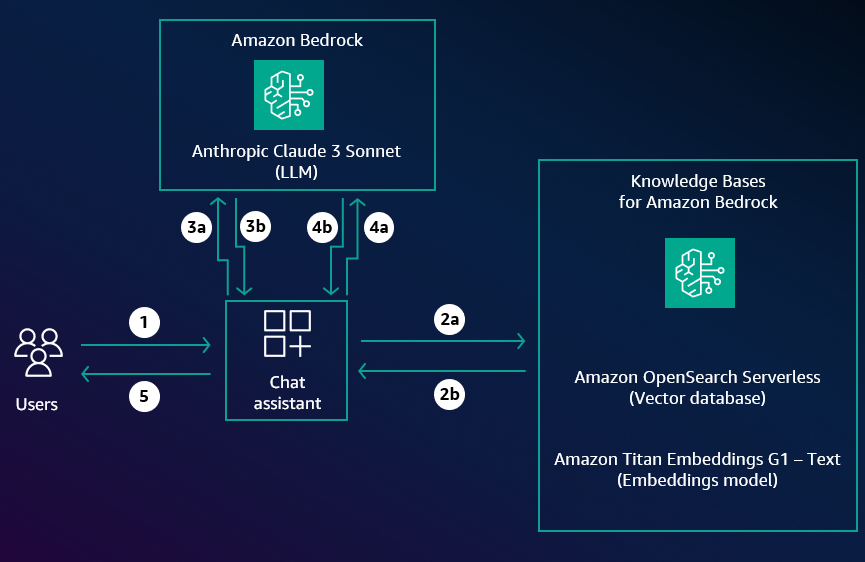 Amazon Bedrock
Anthropic Claude 3 Sonnet
(LLM)
3a
3b
4b
4a
Users
1
5
Chat
assistant
2a
2b
Knowledge Bases
for Amazon Bedrock
Amazon OpenSearch Serverless
(Vector database)
Amazon Titan Embeddings G1 – Text
(Embeddings model)